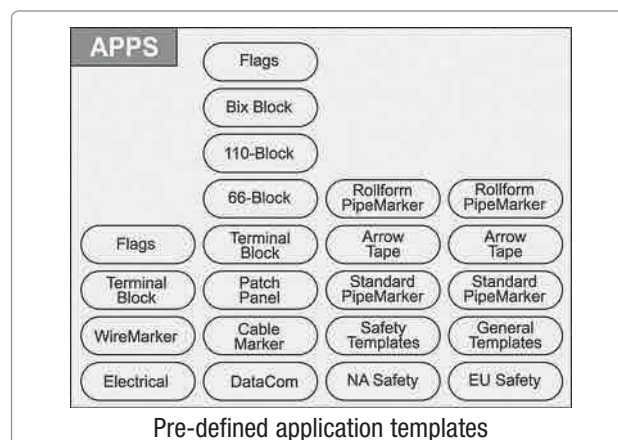 APPS
Flags
Bix Block
110-Block
66-Block
Rollform
PipeMarker
Rollform
PipeMarker
Flags
Terminal
Block
Arrow
Tape
Arrow
Tape
Terminal
Block
Patch
Panel
Standard
PipeMarker
Standard
PipeMarker
WireMarker
Cable
Marker
Safety
Templates
General
Templates
Electrical
DataCom
NA Safety
EU Safety
Pre-defined application templates